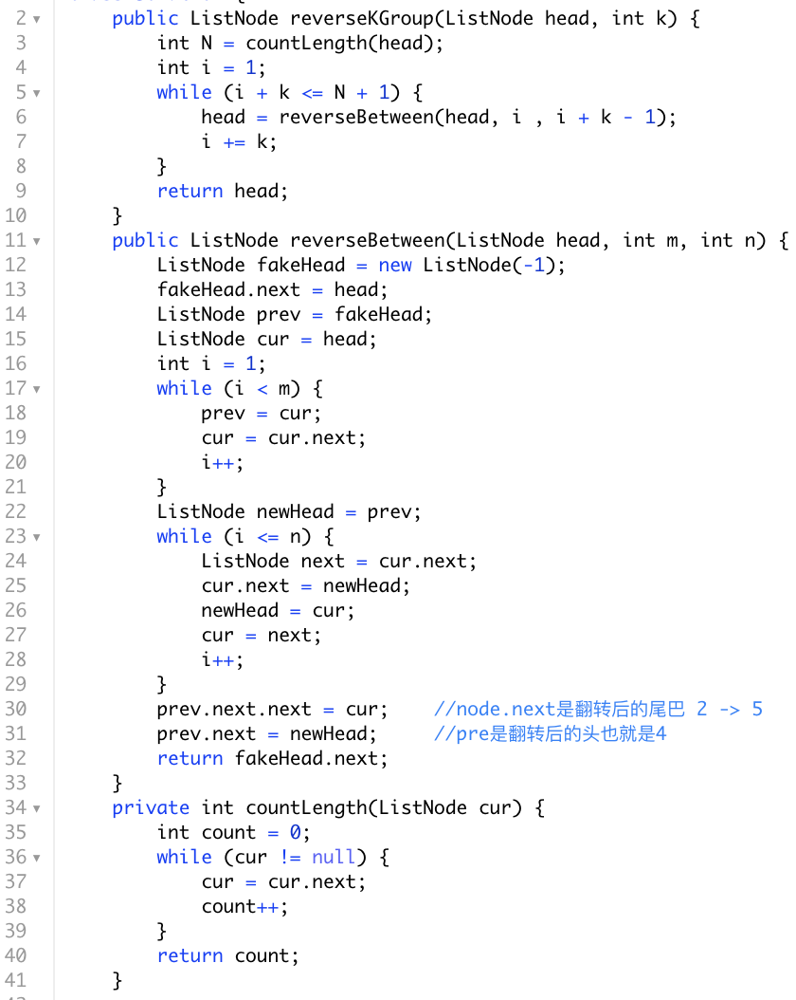 2 public ListNode reverseKGroup(ListNode head, int k) {
3 int N = countLength(head);
4 int i = 1;
5 while (i + k <= N + 1) {
6 head = reverseBetween(head, i , i + k - 1);
7 i += k;
8 }
9 return head;
10 }
11 public ListNode reverseBetween(ListNode head, int m, int n) {
12 ListNode fakeHead = new ListNode(-1);
13 fakeHead.next = head;
14 ListNode prev = fakeHead;
15 ListNode cur = head;
16 int i = 1;
17 while (i < m) {
18 prev = cur;
19 cur = cur.next;
20 i++;
21 }
22 ListNode newHead = prev;
23 while (i <= n) {
24 ListNode next = cur.next;
25 cur.next = newHead;
26 newHead = cur;
27 cur = next;
28 i++;
29 }
30 prev.next.next = cur; //node.next是翻转后的尾巴 2 -> 5
31 prev.next = newHead; //pre是翻转后的头也就是4
32 return fakeHead.next;
33 }
34 private int countLength(ListNode cur) {
35 int count = 0;
36 while (cur != null) {
37 cur = cur.next;
38 count++;
39 }
40 return count;
41 }